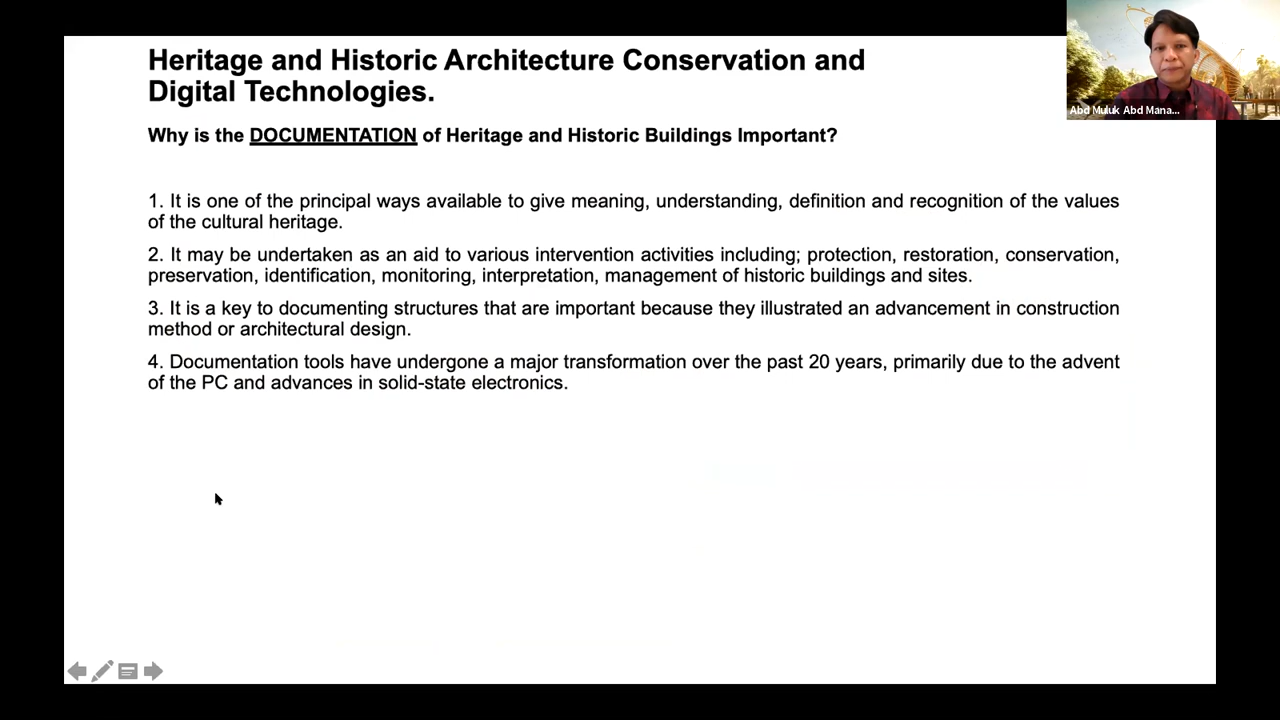 Heritage and Historic Architecture Conservation and
Digital Technologies.
Abd Muluk Abd Mana...
Why is the DOCUMENTATION of Heritage and Historic Buildings Important?
1. It is one of the principal ways available to give meaning, understanding, definition and recognition of the values
of the cultural heritage.
2. It may be undertaken as an aid to various intervention activities including; protection, restoration, conservation,
preservation, identification, monitoring, interpretation, management of historic buildings and sites.
3. It is a key to documenting structures that are important because they illustrated an advancement in construction
method or architectural design.
4. Documentation tools have undergone a major transformation over the past 20 years, primarily due to the advent
of the PC and advances in solid-state electronics.